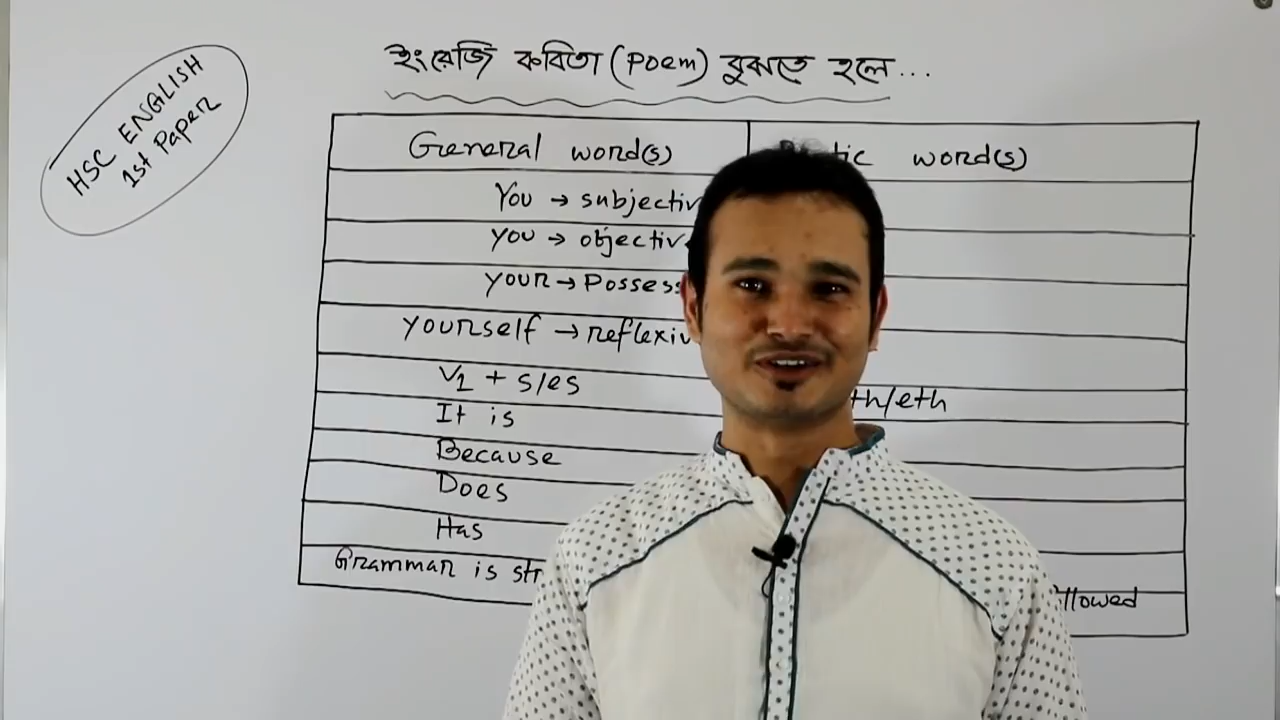 HSC ENGLISH
1st Paper
ইংরেজি কবিতা (Poem) বুঝতে হলে...
General word(s)
word(s)
You → subjectiv
you → objectiv
your → Possess
yourself → reflexiv
V1 + s/es
th/eth
It is
Because
Does
Has
Grammar is str
llowed